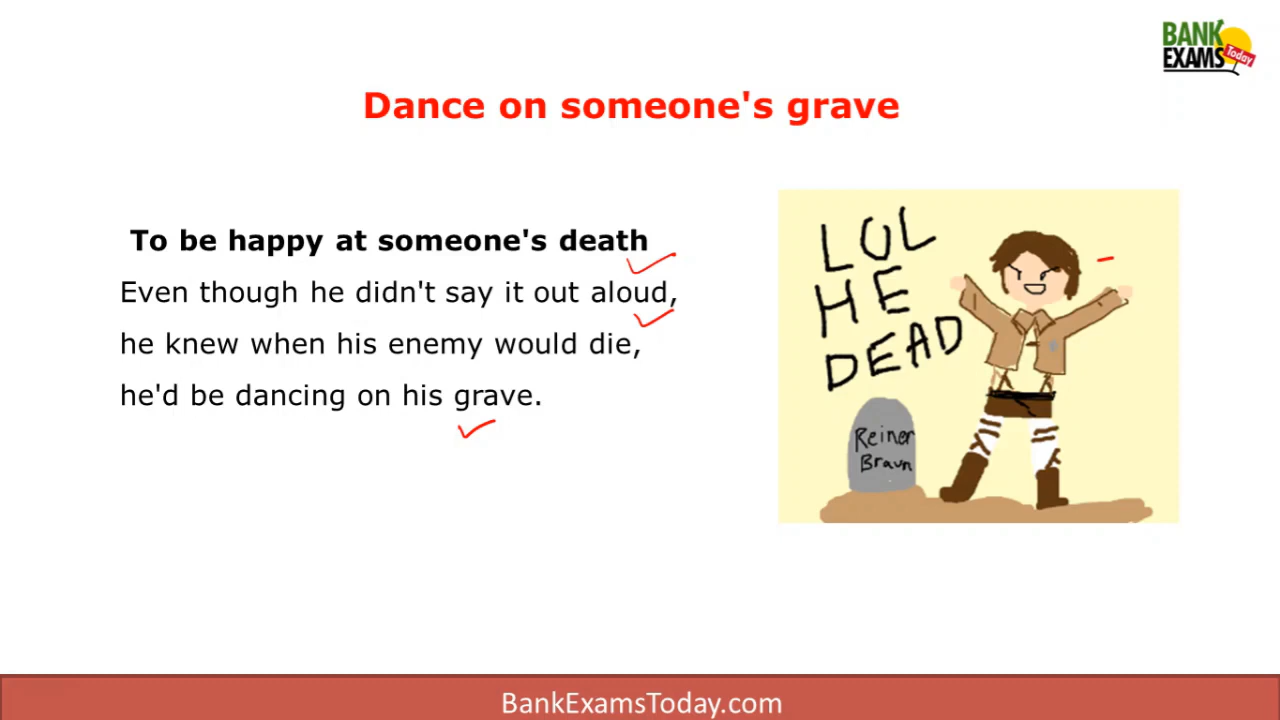 BANK
EXAMS
Today
Dance on someone's grave
To be happy at someone's death
Even though he didn't say it out aloud,
he knew when his enemy would die,
he'd be dancing on his grave.
LOL
HE
DEAD
Reiner
Braun
BankExamsToday.com